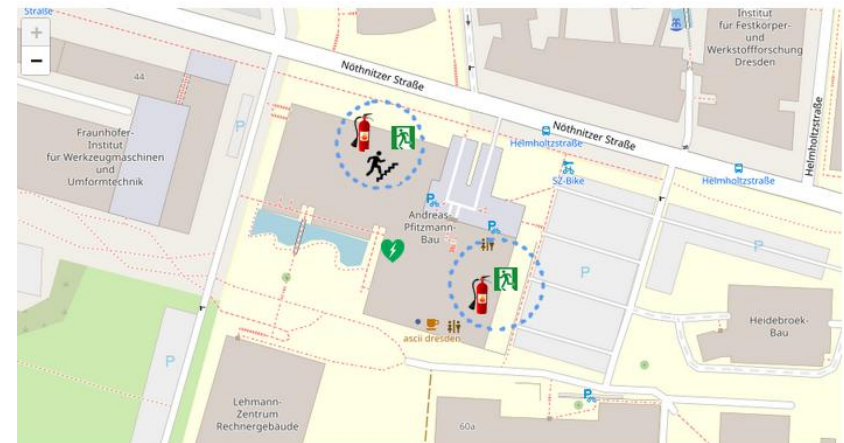 Straße
+
−
44
Nöthnitzer Straße
Institut
für Festkörper-
und
Werkstoffforschung
Dresden
Fraunhofer-
Institut
für Werkzeugmaschinen
und
Umformtechnik
P
Nöthnitzer Straße
Helmholtzstraße
SZ-Bike
Helmholtzstraße
Helmholtzstraße
P
Andreas-
Pfitzmann-
Bau
P
P
P
Heidebroek-
Bau
ascii dresden
P
Lehmann-
Zentrum
Rechnergebäude
60a
P